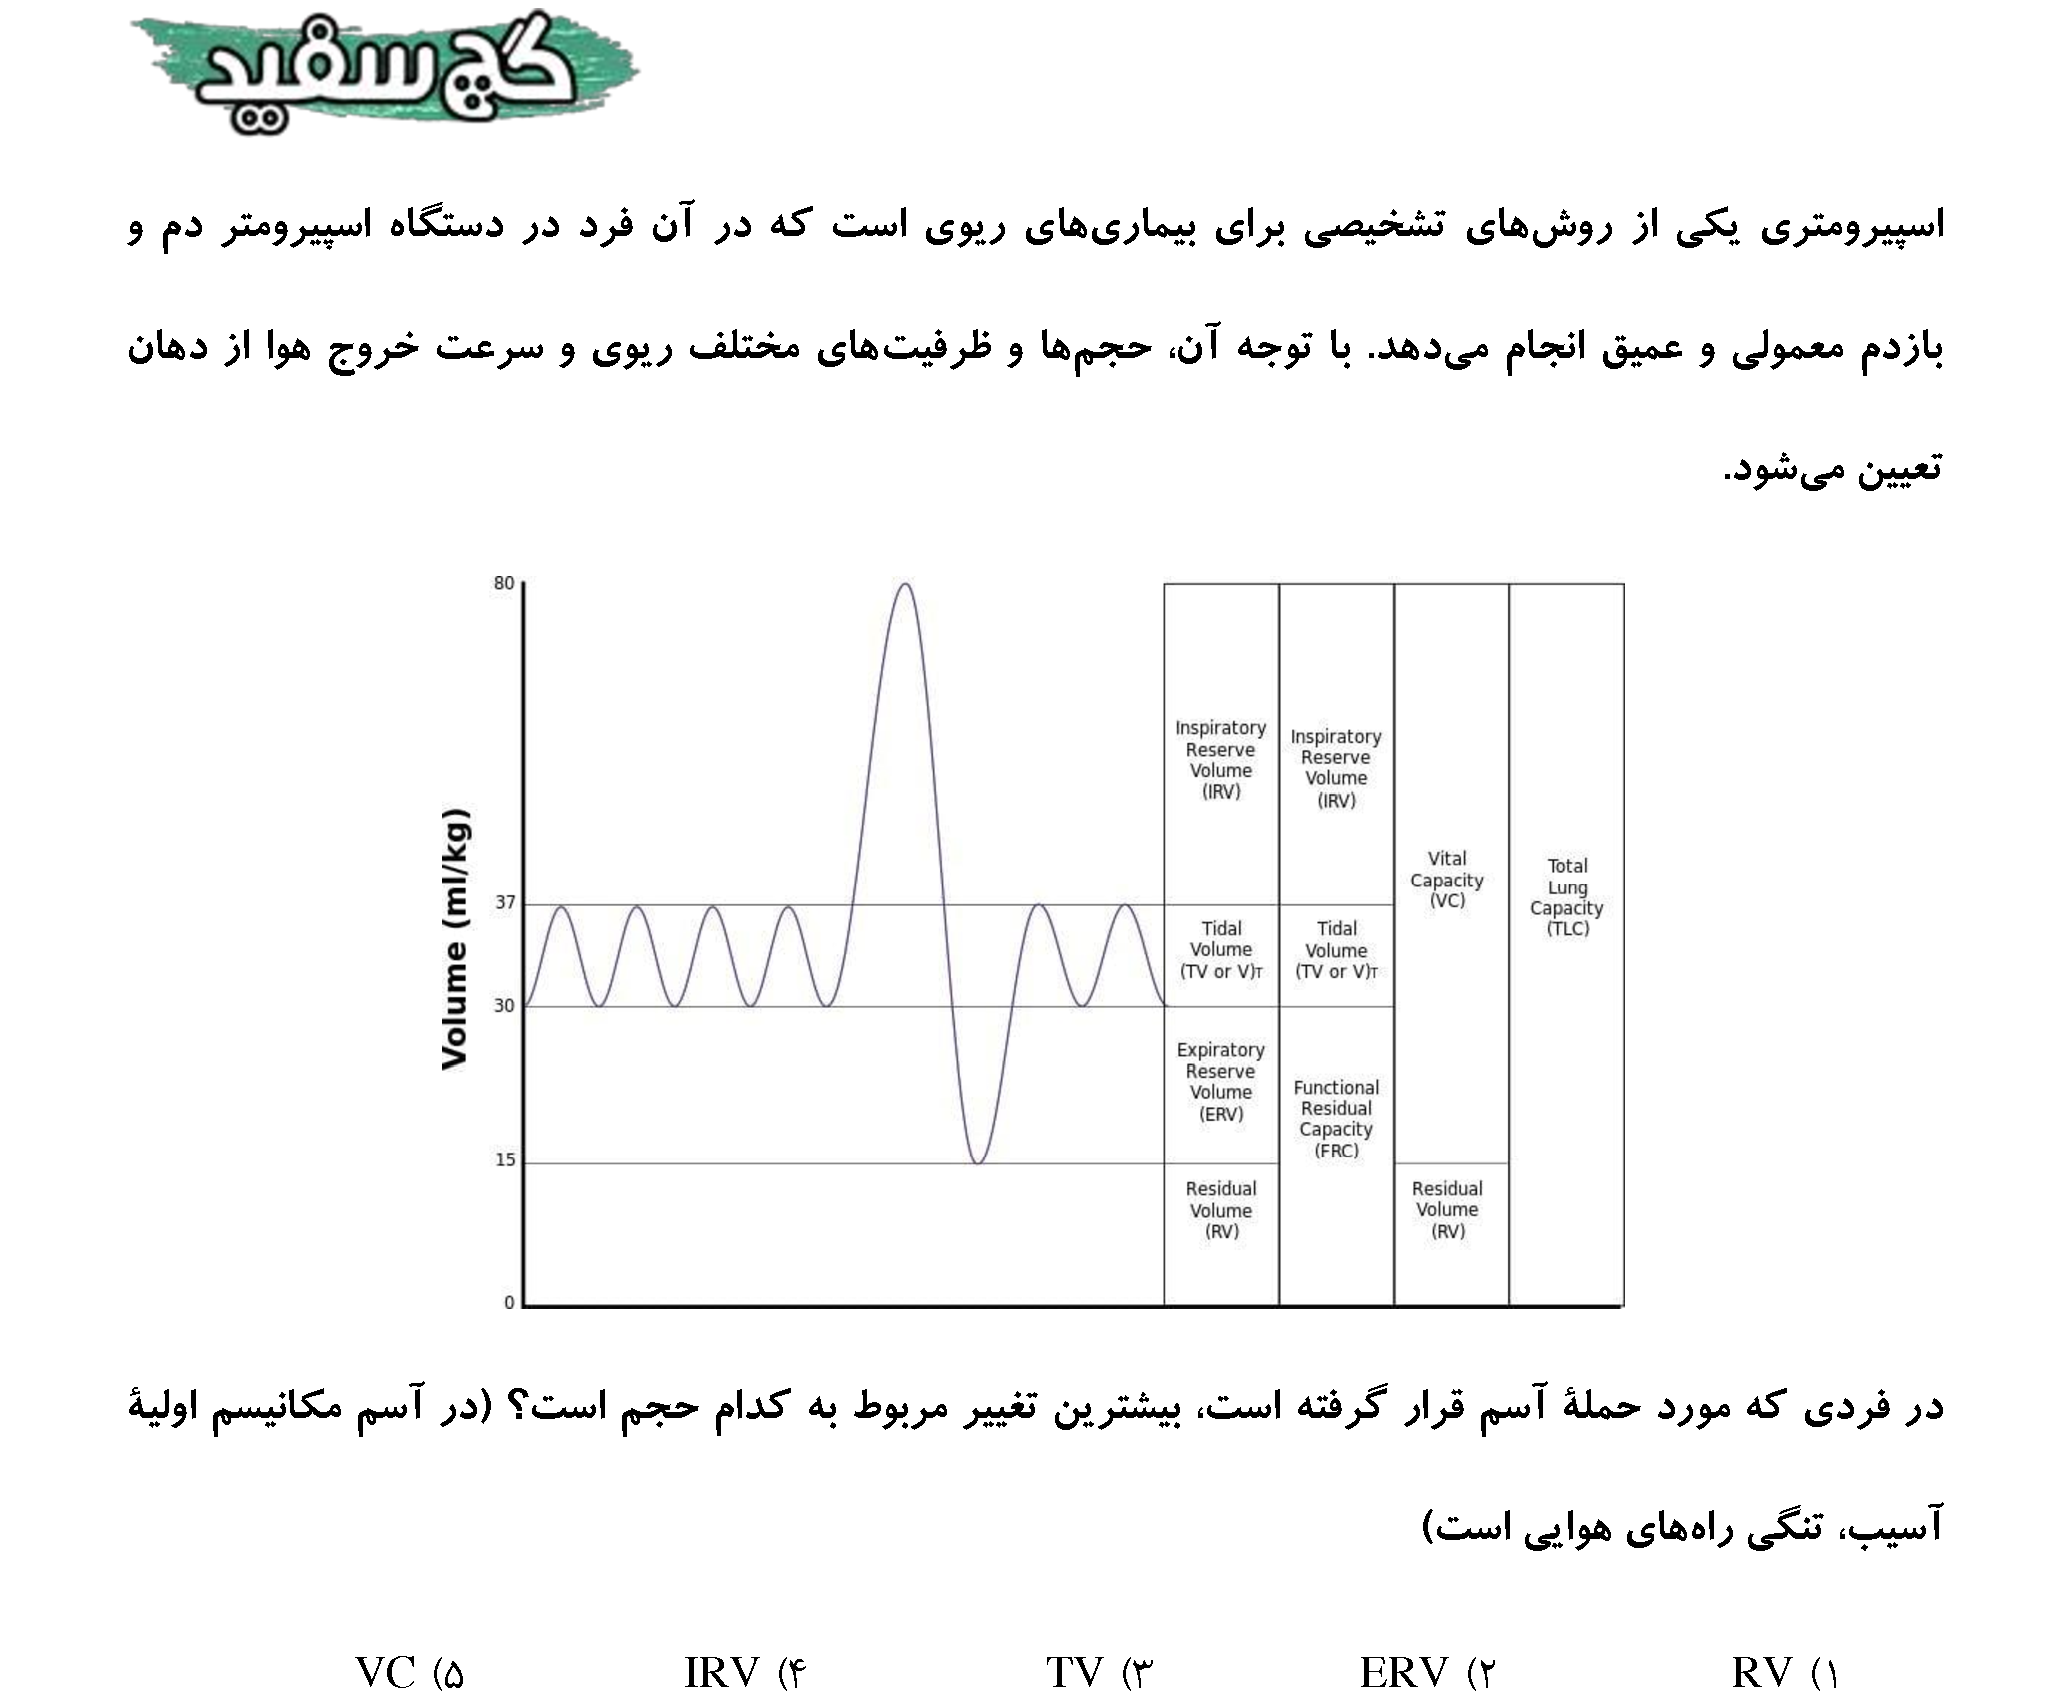 گچ سفید
اسپیرومتری یکی از روش‌های تشخیصی برای بیماری‌های ریوی است که در آن فرد در دستگاه اسپیرومتر دم و
بازدم معمولی و عمیق انجام می‌دهد. با توجه آن، حجم‌ها و ظرفیت‌های مختلف ریوی و سرعت خروج هوا از دهان
تعیین می‌شود.
Volume (ml/kg)
80
37
30
15
0
Inspiratory
Reserve
Volume
(IRV)
Tidal
Volume
(TV or V)T
Expiratory
Reserve
Volume
(ERV)
Residual
Volume
(RV)
Inspiratory
Reserve
Volume
(IRV)
Tidal
Volume
(TV or V)T
Functional
Residual
Capacity
(FRC)
Vital
Capacity
(VC)
Residual
Volume
(RV)
Total
Lung
Capacity
(TLC)
در فردی که مورد حملهٔ آسم قرار گرفته است، بیشترین تغییر مربوط به کدام حجم است؟ (در آسم مکانیسم اولیهٔ
آسیب، تنگی راه‌های هوایی است)
۱) RV ۲) ERV ۳) TV ۴) IRV ۵) VC